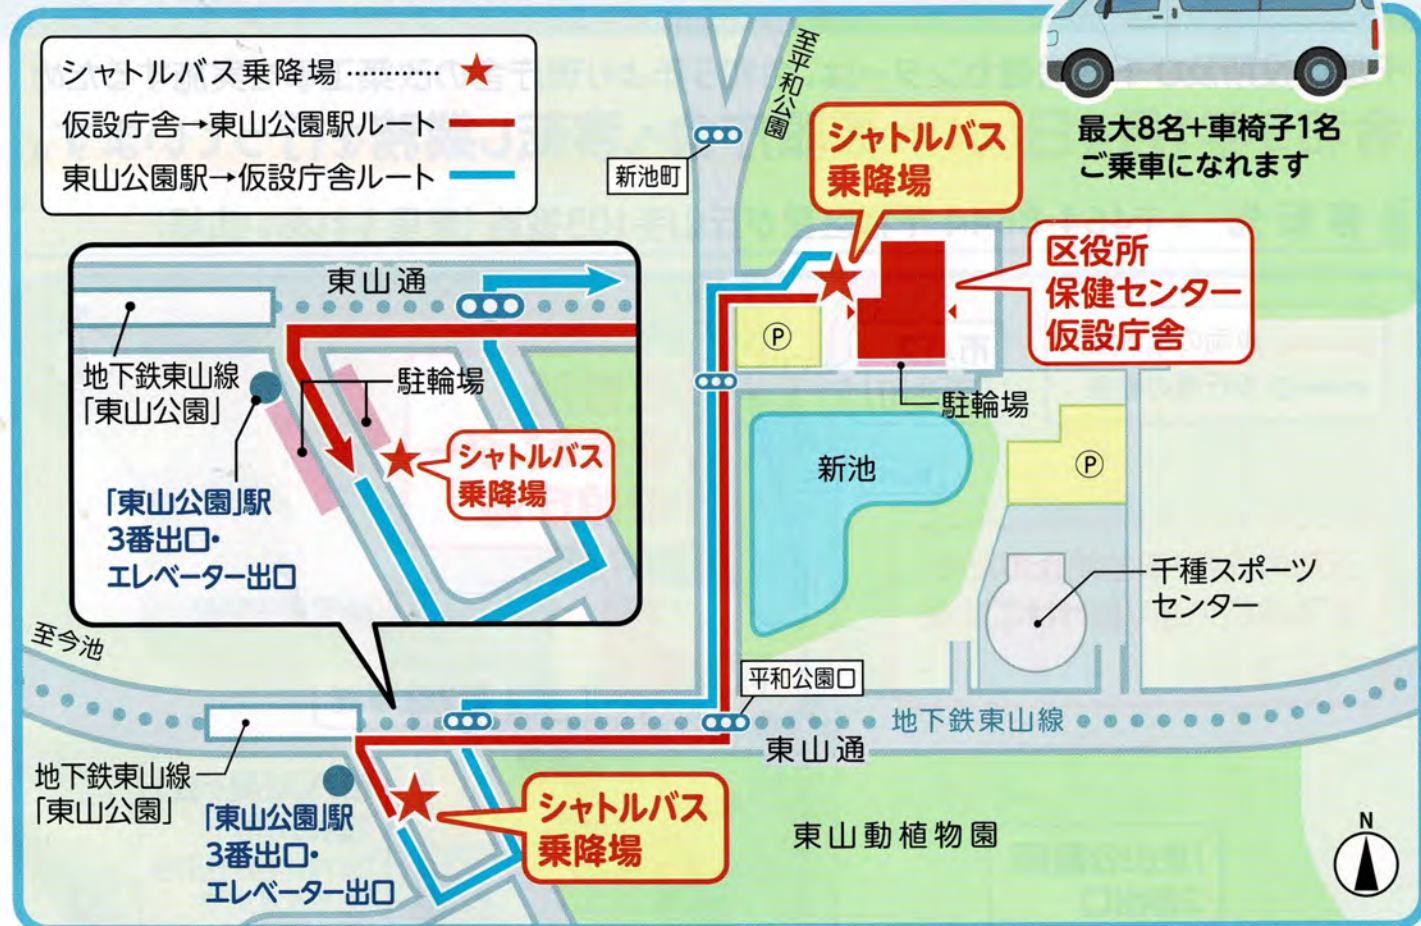 シャトルバス乗降場 ………… ★
仮設庁舎→東山公園駅ルート
東山公園駅→仮設庁舎ルート
至平和公園
新池町
シャトルバス
乗降場
最大8名+車椅子1名
ご乗車になれます
区役所
保健センター
仮設庁舎
P
駐輪場
東山通
地下鉄東山線
「東山公園」
駐輪場
シャトルバス
乗降場
「東山公園」駅
3番出口・
エレベーター出口
新池
P
千種スポーツ
センター
至今池
平和公園口
地下鉄東山線
東山通
地下鉄東山線
「東山公園」
「東山公園」駅
3番出口・
エレベーター出口
シャトルバス
乗降場
東山動植物園
N